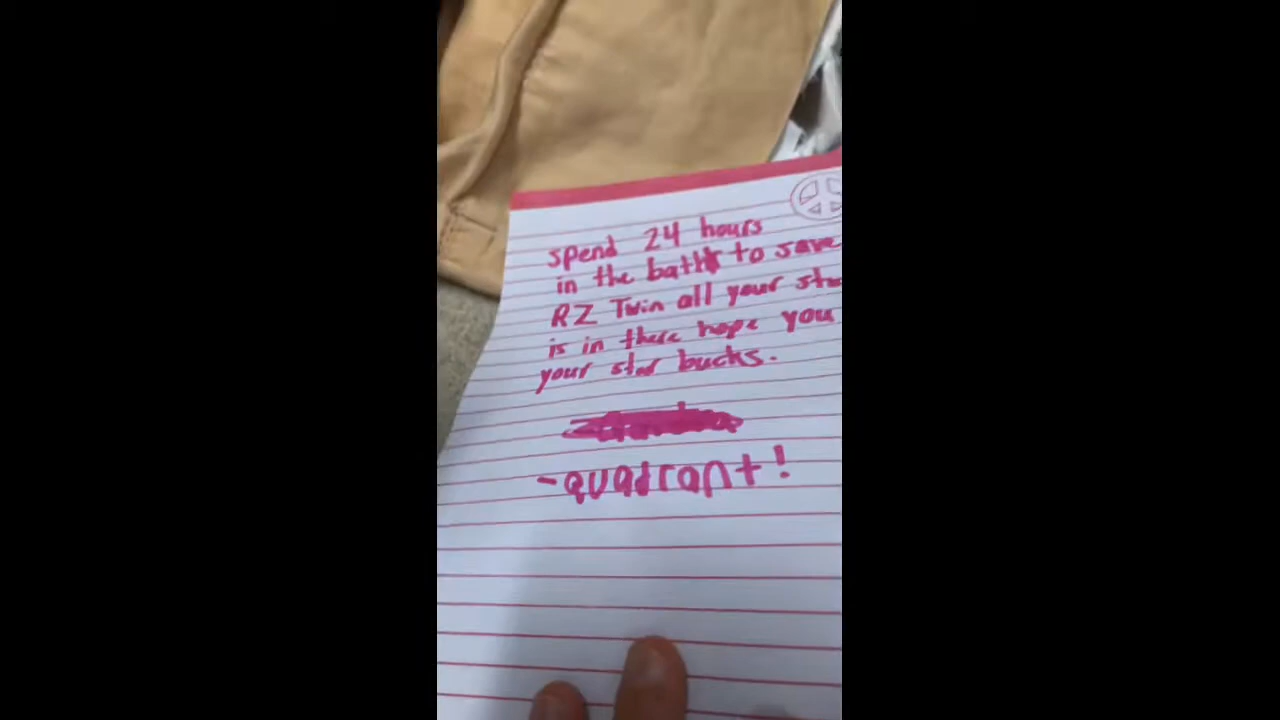 spend 24 hours
in the bath to save
RZ Twin all your
is in there hope you
your star bucks.
-quadrant!